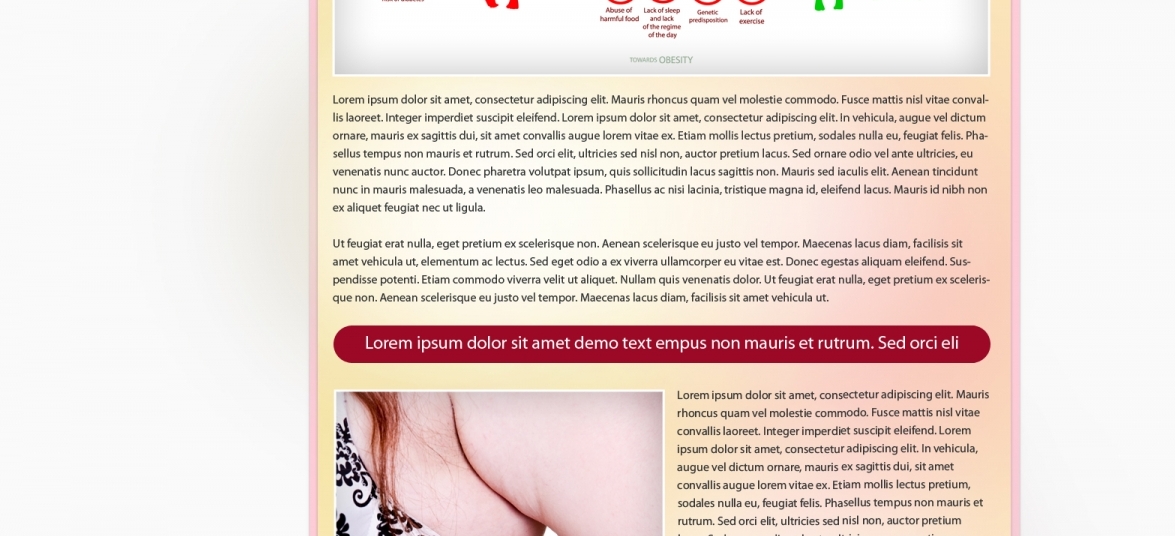 risk of diabetes
Abuse of
harmful food
Lack of sleep
and lack
of the regime
of the day
Genetic
predisposition
Lack of
exercise
TOWARDS OBESITY
Lorem ipsum dolor sit amet, consectetur adipiscing elit. Mauris rhoncus quam vel molestie commodo. Fusce mattis nisl vitae conval-
lis laoreet. Integer imperdiet suscipit eleifend. Lorem ipsum dolor sit amet, consectetur adipiscing elit. In vehicula, augue vel dictum
ornare, mauris ex sagittis dui, sit amet convallis augue lorem vitae ex. Etiam mollis lectus pretium, sodales nulla eu, feugiat felis. Pha-
sellus tempus non mauris et rutrum. Sed orci elit, ultricies sed nisl non, auctor pretium lacus. Sed ornare odio vel ante ultricies, eu
venenatis nunc auctor. Donec pharetra volutpat ipsum, quis sollicitudin lacus sagittis non. Mauris sed iaculis elit. Aenean tincidunt
nunc in mauris malesuada, a venenatis leo malesuada. Phasellus ac nisi lacinia, tristique magna id, eleifend lacus. Mauris id nibh non
ex aliquet feugiat nec ut ligula.
Ut feugiat erat nulla, eget pretium ex scelerisque non. Aenean scelerisque eu justo vel tempor. Maecenas lacus diam, facilisis sit
amet vehicula ut, elementum ac lectus. Sed eget odio a ex viverra ullamcorper eu vitae est. Donec egestas aliquam eleifend. Sus-
pendisse potenti. Etiam commodo viverra velit ut aliquet. Nullam quis venenatis dolor. Ut feugiat erat nulla, eget pretium ex sceleris-
que non. Aenean scelerisque eu justo vel tempor. Maecenas lacus diam, facilisis sit amet vehicula ut.
Lorem ipsum dolor sit amet demo text empus non mauris et rutrum. Sed orci eli
Lorem ipsum dolor sit amet, consectetur adipiscing elit. Mauris
rhoncus quam vel molestie commodo. Fusce mattis nisl vitae
convallis laoreet. Integer imperdiet suscipit eleifend. Lorem
ipsum dolor sit amet, consectetur adipiscing elit. In vehicula,
augue vel dictum ornare, mauris ex sagittis dui, sit amet
convallis augue lorem vitae ex. Etiam mollis lectus pretium,
sodales nulla eu, feugiat felis. Phasellus tempus non mauris et
rutrum. Sed orci elit, ultricies sed nisl non, auctor pretium